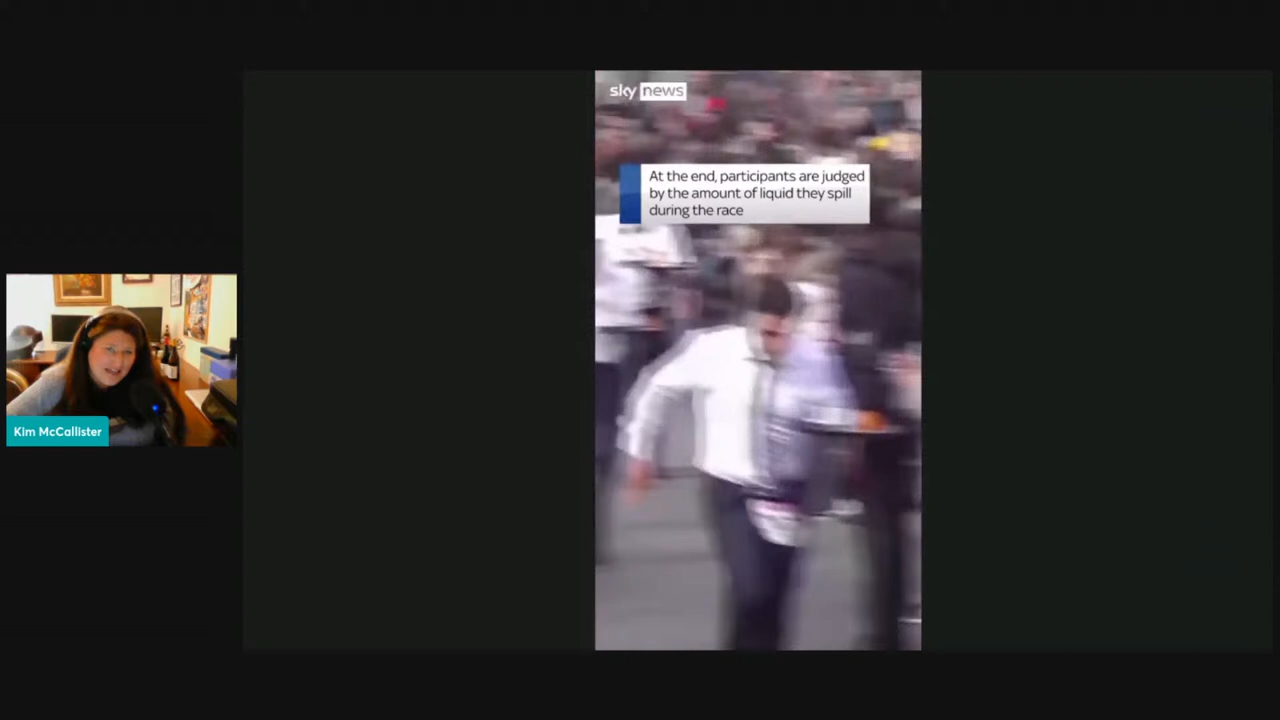 sky news
At the end, participants are judged
by the amount of liquid they spill
during the race
Kim McCallister